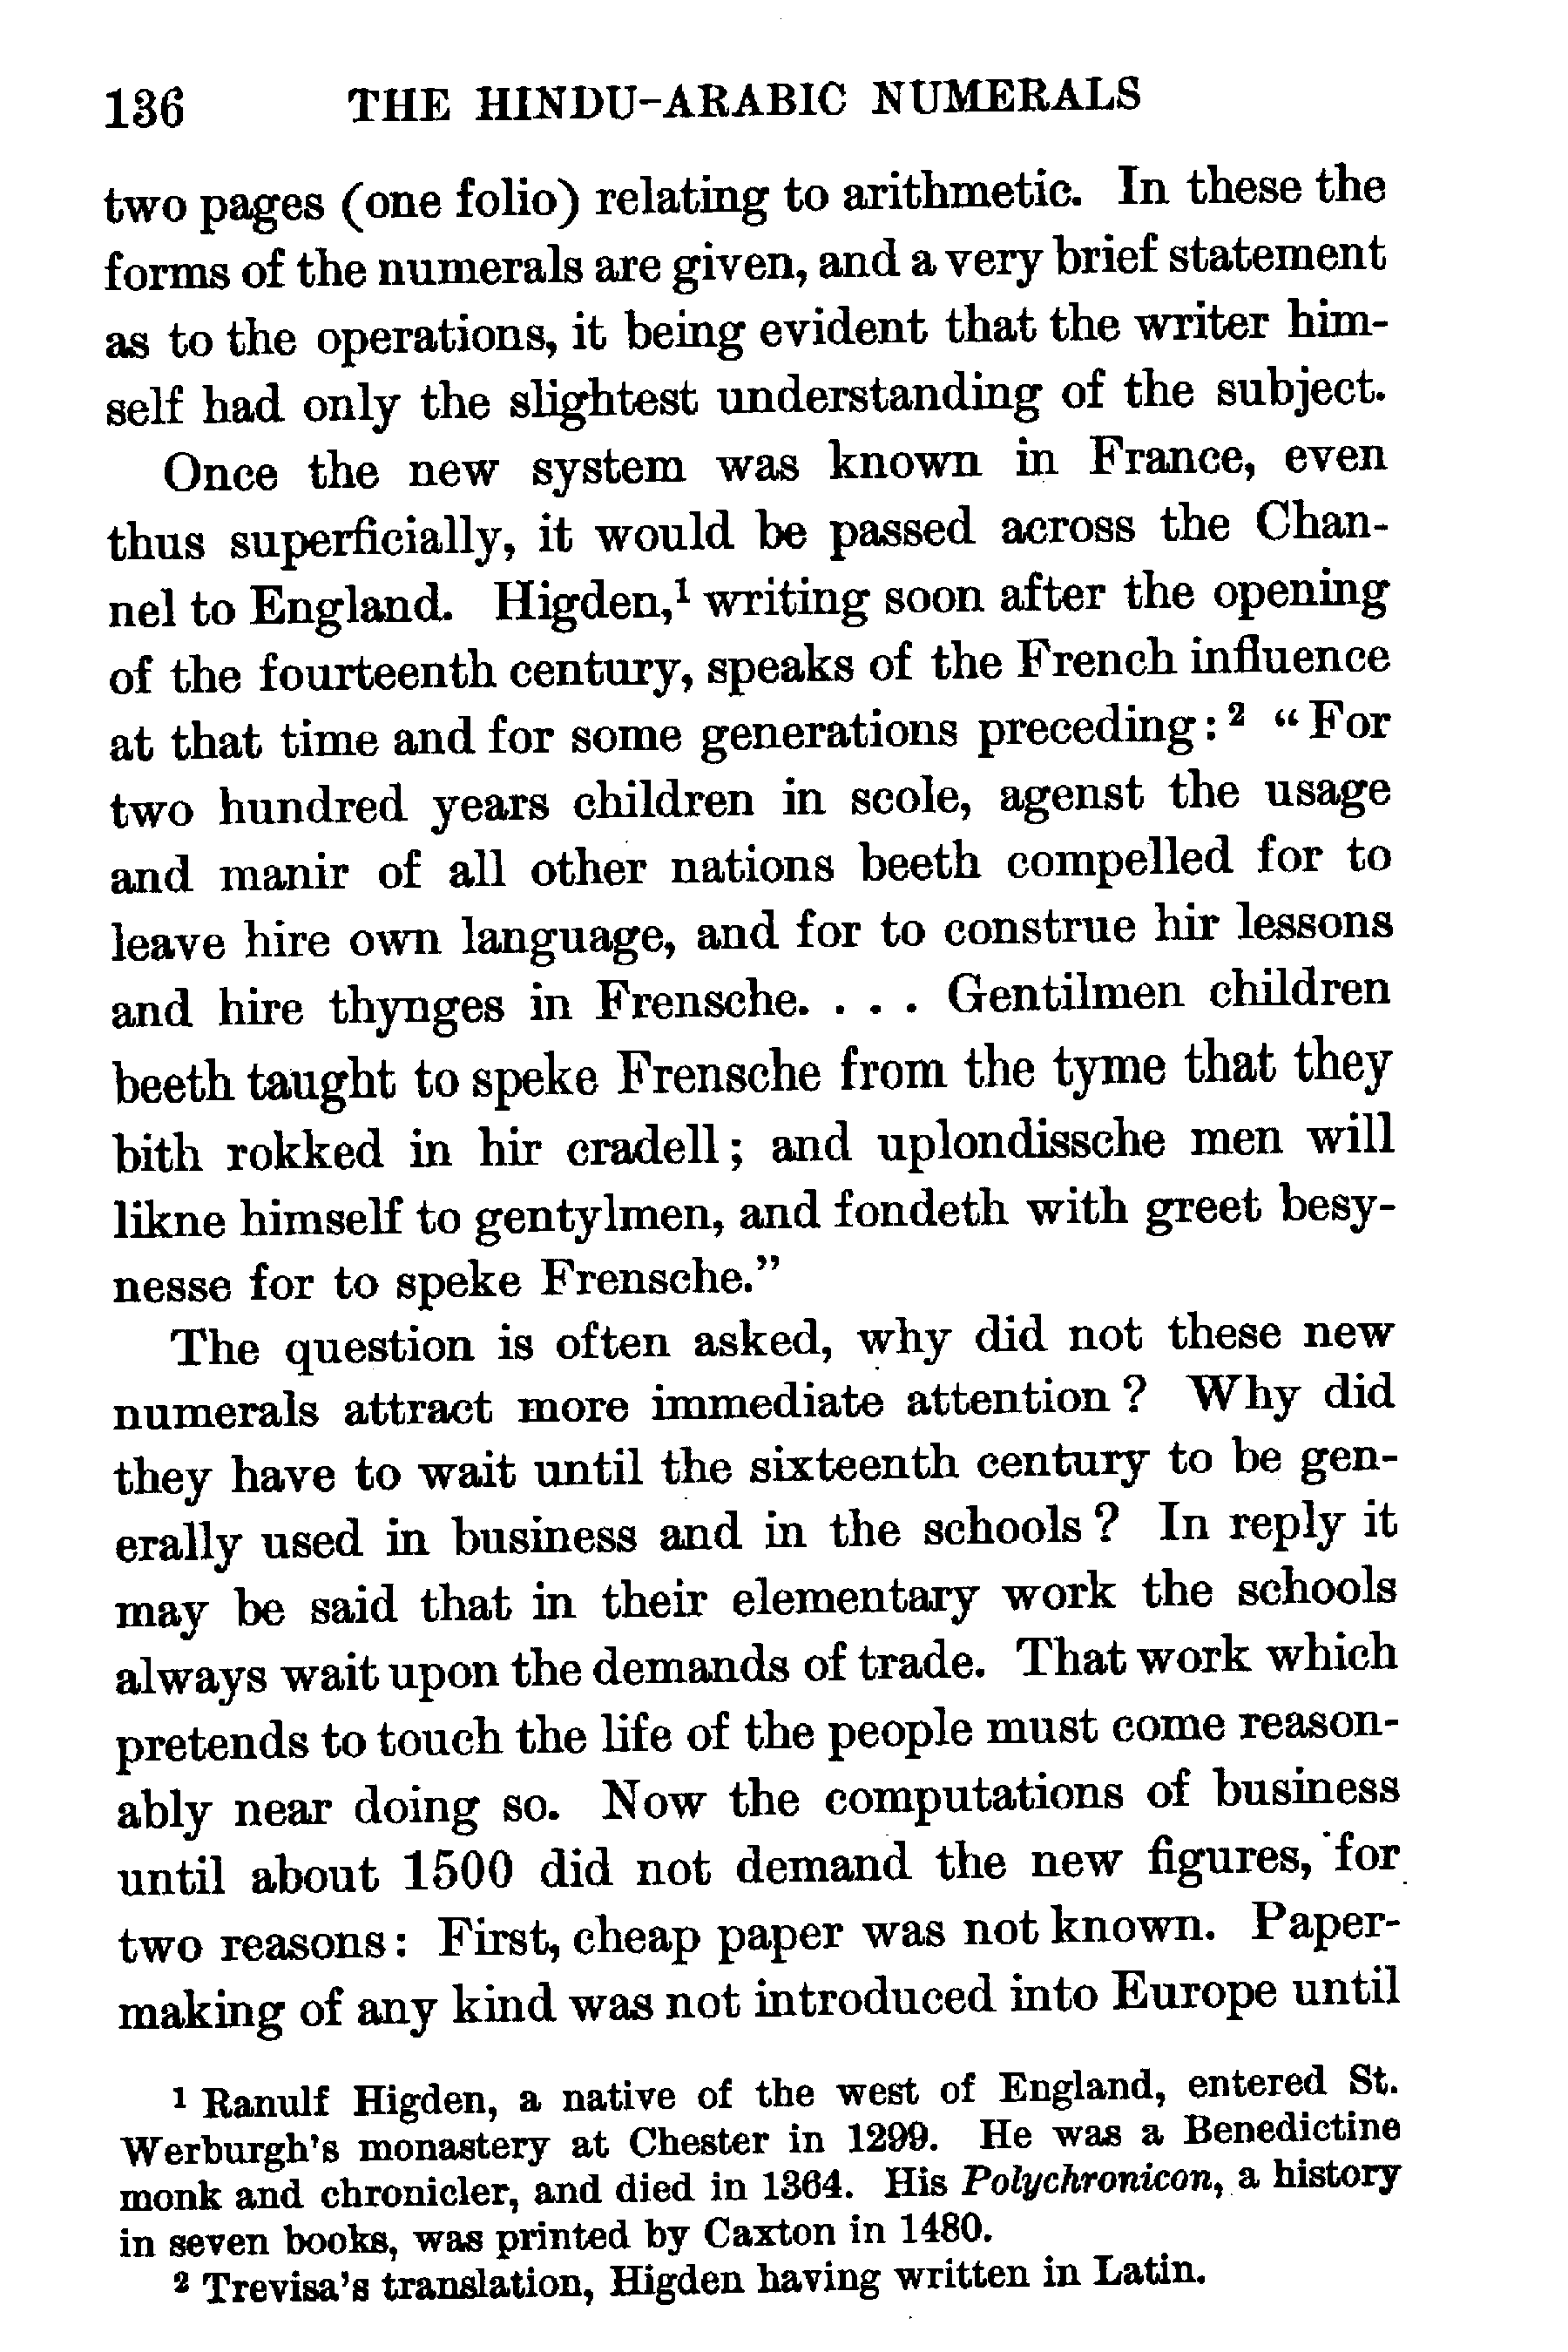 136 THE HINDU-ARABIC NUMERALS
two pages (one folio) relating to arithmetic. In these the
forms of the numerals are given, and a very brief statement
as to the operations, it being evident that the writer him-
self had only the slightest understanding of the subject.
Once the new system was known in France, even
thus superficially, it would be passed across the Chan-
nel to England. Higden,¹ writing soon after the opening
of the fourteenth century, speaks of the French influence
at that time and for some generations preceding:² “For
two hundred years children in scole, agenst the usage
and manir of all other nations beeth compelled for to
leave hire own language, and for to construe hir lessons
and hire thynges in Frensche. . . . Gentilmen children
beeth taught to speke Frensche from the tyme that they
bith rokked in hir cradell; and uplondissche men will
likne himself to gentylmen, and fondeth with greet besy-
nesse for to speke Frensche.”
The question is often asked, why did not these new
numerals attract more immediate attention? Why did
they have to wait until the sixteenth century to be gen-
erally used in business and in the schools? In reply it
may be said that in their elementary work the schools
always wait upon the demands of trade. That work which
pretends to touch the life of the people must come reason-
ably near doing so. Now the computations of business
until about 1500 did not demand the new figures, for
two reasons: First, cheap paper was not known. Paper-
making of any kind was not introduced into Europe until
¹ Ranulf Higden, a native of the west of England, entered St.
Werburgh's monastery at Chester in 1299. He was a Benedictine
monk and chronicler, and died in 1364. His Polychronicon, a history
in seven books, was printed by Caxton in 1480.
² Trevisa's translation, Higden having written in Latin.